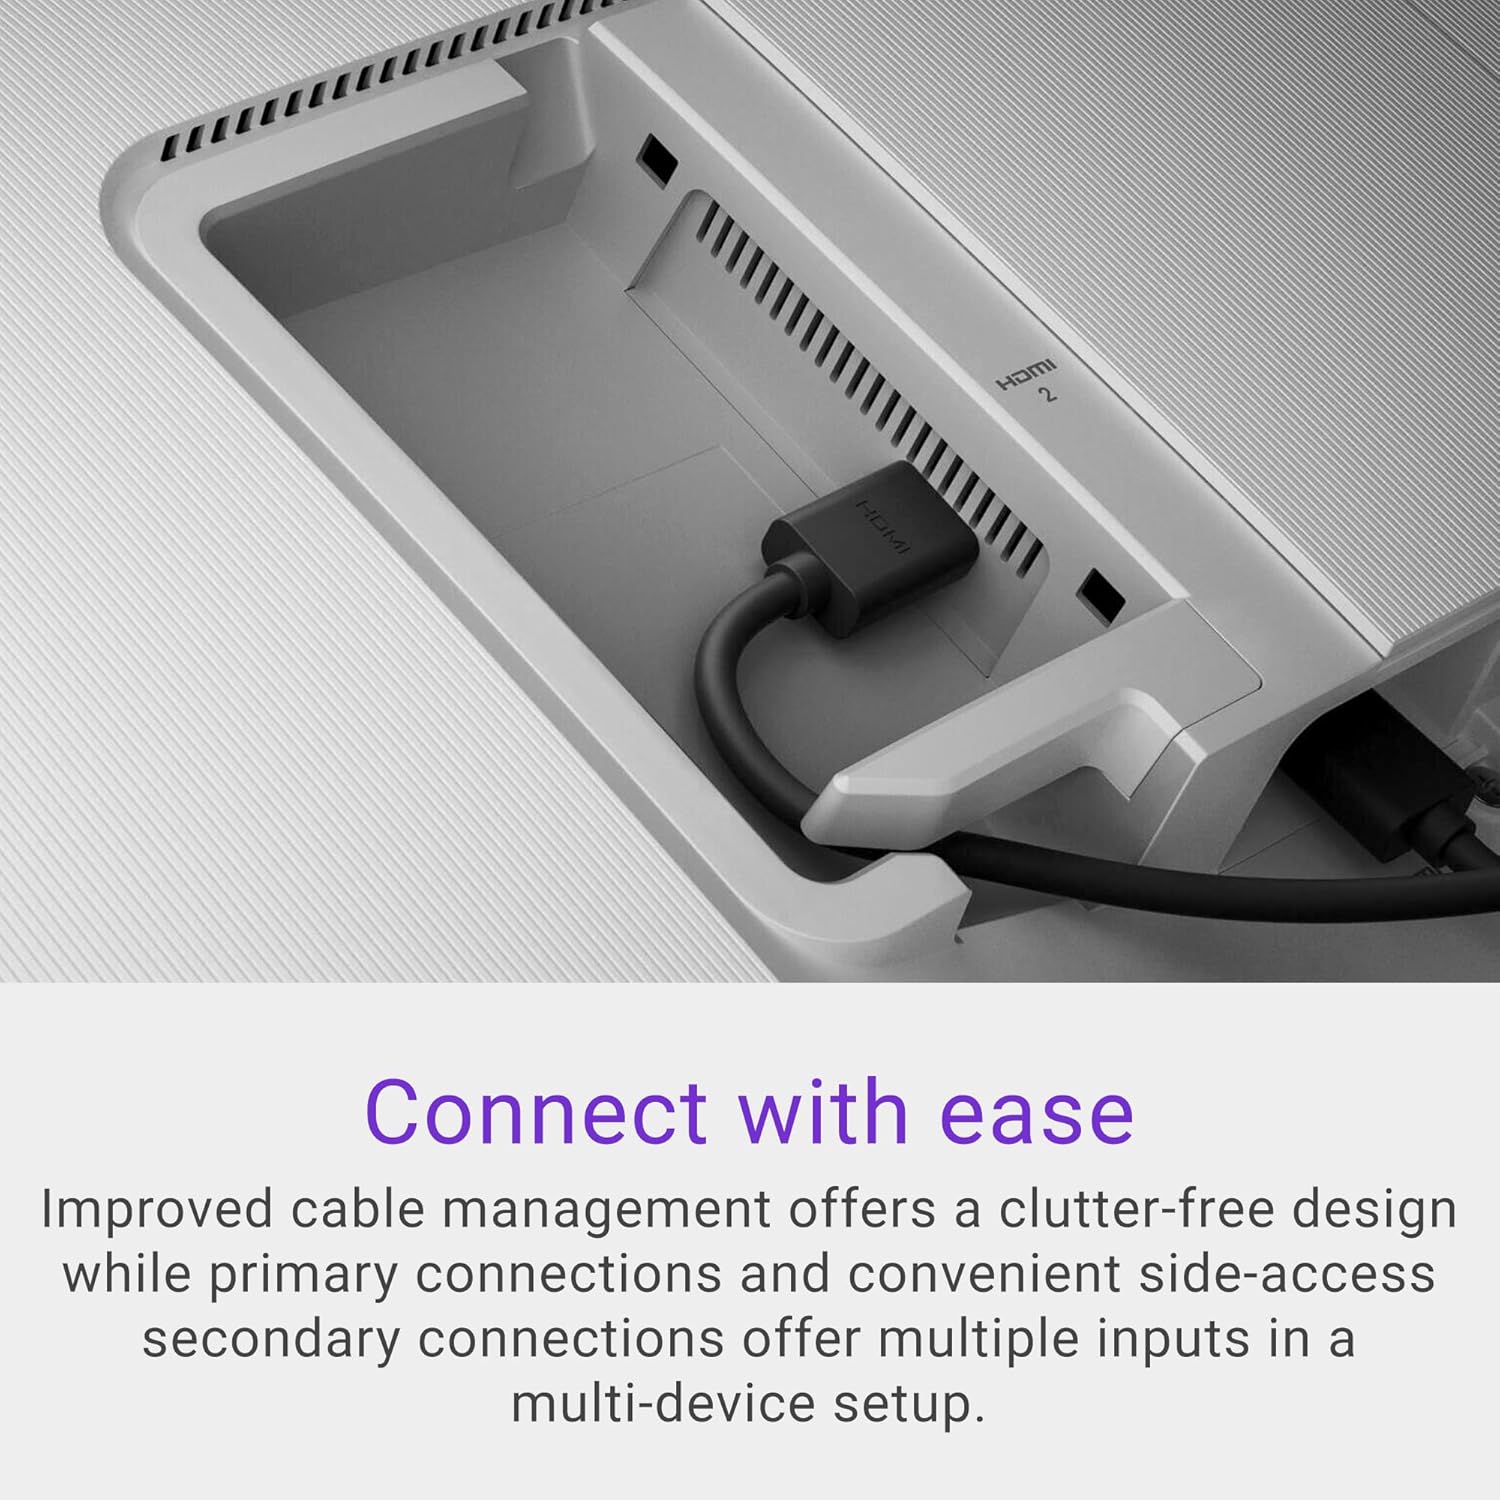 HDMI
2
HDMI
Connect with ease
Improved cable management offers a clutter-free design
while primary connections and convenient side-access
secondary connections offer multiple inputs in a
multi-device setup.